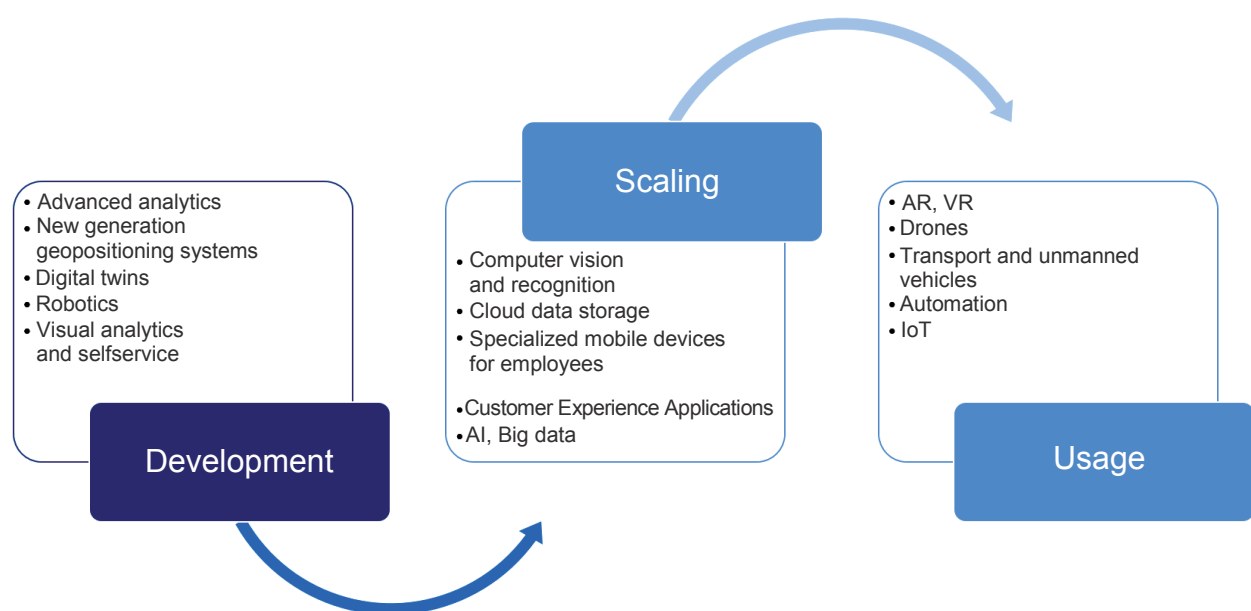 • Advanced analytics
• New generation
geopositioning systems
• Digital twins
• Robotics
• Visual analytics
and selfservice
Development
Scaling
• Computer vision
and recognition
• Cloud data storage
• Specialized mobile devices
for employees
• Customer Experience Applications
• AI, Big data
• AR, VR
• Drones
• Transport and unmanned
vehicles
• Automation
• IoT
Usage